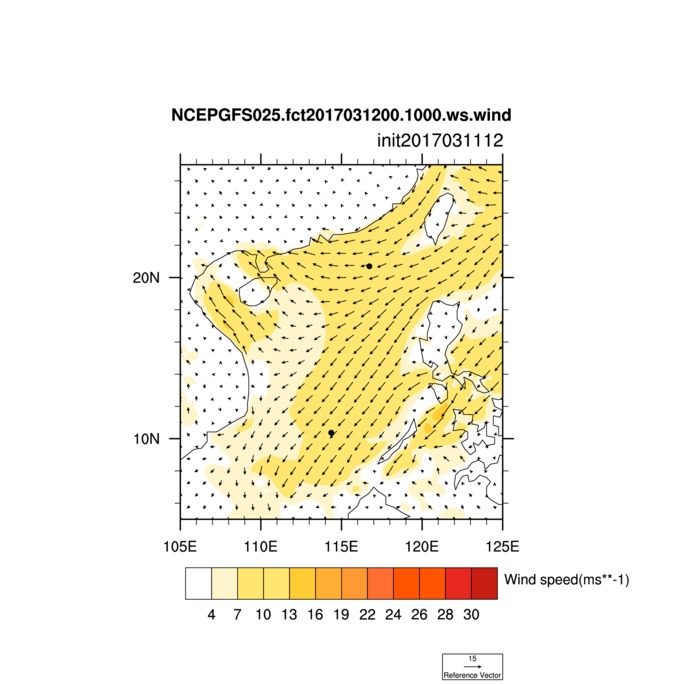 NCEPGFS025.fct2017031200.1000.ws.wind
init2017031112
20N
10N
105E 110E 115E 120E 125E
Wind speed(ms**-1)
4 7 10 13 16 19 22 24 26 28 30
15
Reference Vector